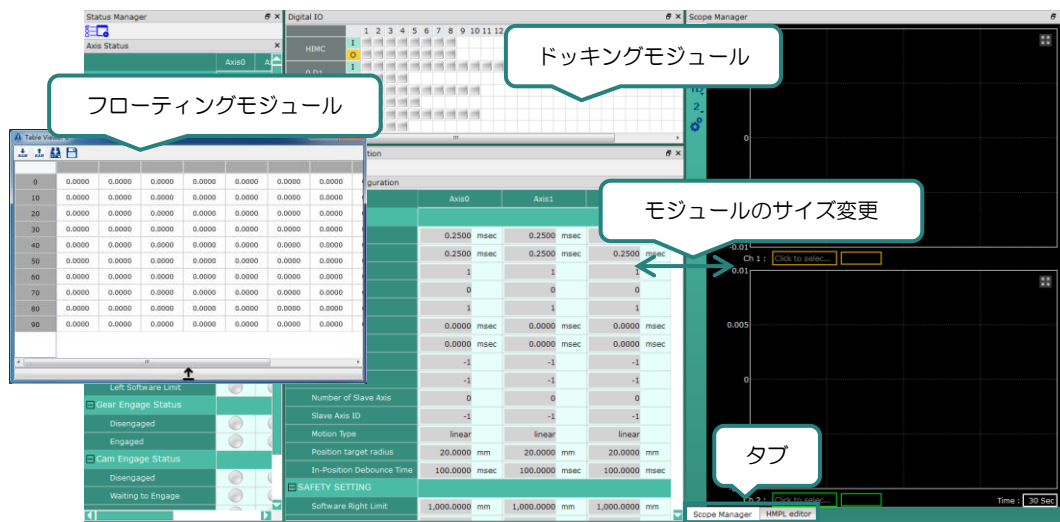 Status Manager
Digital IO
Scope Manager
Axis Status
1 2 3 4 5 6 7 8 9 10 11 12
HIMC
I
O
I
Axis0
ドッキングモジュール
フローティングモジュール
モジュールのサイズ変更
タブ
0
-0.01
Ch 1 : Click to selec...
0.01
0.005
0
Ch 2 : Click to selec...
Time : 30 Sec
Scope Manager HMPL editor
Table View
0 0.0000 0.0000 0.0000 0.0000 0.0000 0.0000 0.0000
10 0.0000 0.0000 0.0000 0.0000 0.0000 0.0000 0.0000
20 0.0000 0.0000 0.0000 0.0000 0.0000 0.0000 0.0000
30 0.0000 0.0000 0.0000 0.0000 0.0000 0.0000 0.0000
40 0.0000 0.0000 0.0000 0.0000 0.0000 0.0000 0.0000
50 0.0000 0.0000 0.0000 0.0000 0.0000 0.0000 0.0000
60 0.0000 0.0000 0.0000 0.0000 0.0000 0.0000 0.0000
70 0.0000 0.0000 0.0000 0.0000 0.0000 0.0000 0.0000
80 0.0000 0.0000 0.0000 0.0000 0.0000 0.0000 0.0000
90 0.0000 0.0000 0.0000 0.0000 0.0000 0.0000 0.0000
Left Software Limit
Gear Engage Status
Disengaged
Engaged
Cam Engage Status
Disengaged
Waiting to Engage
Axis0 Axis1
0.2500 msec 0.2500 msec
0.2500 msec 0.2500 msec 0.2500 msec
1 1 1
0 0 0
1 1 1
0.0000 msec 0.0000 msec 0.0000 msec
0.0000 msec 0.0000 msec 0.0000 msec
-1 -1 -1
-1 -1 -1
Number of Slave Axis 0 0 0
Slave Axis ID -1 -1 -1
Motion Type linear linear linear
Position target radius 20.0000 mm 20.0000 mm 20.0000 mm
In-Position Debounce Time 100.0000 msec 100.0000 msec 100.0000 msec
SAFETY SETTING
Software Right Limit 1,000.0000 mm 1,000.0000 mm 1,000.0000 mm